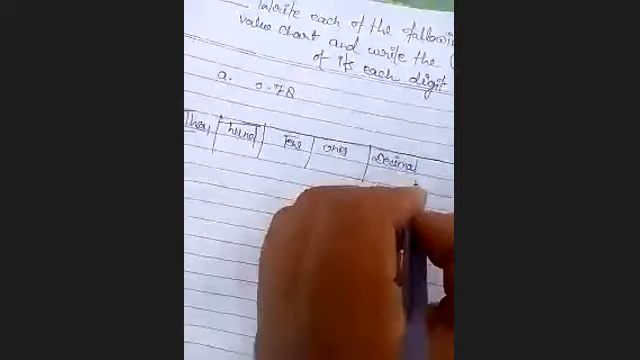 Write each of the following
value chart and write the
of its each digit
a. 0.78
Thou hund Tens ones Decimal